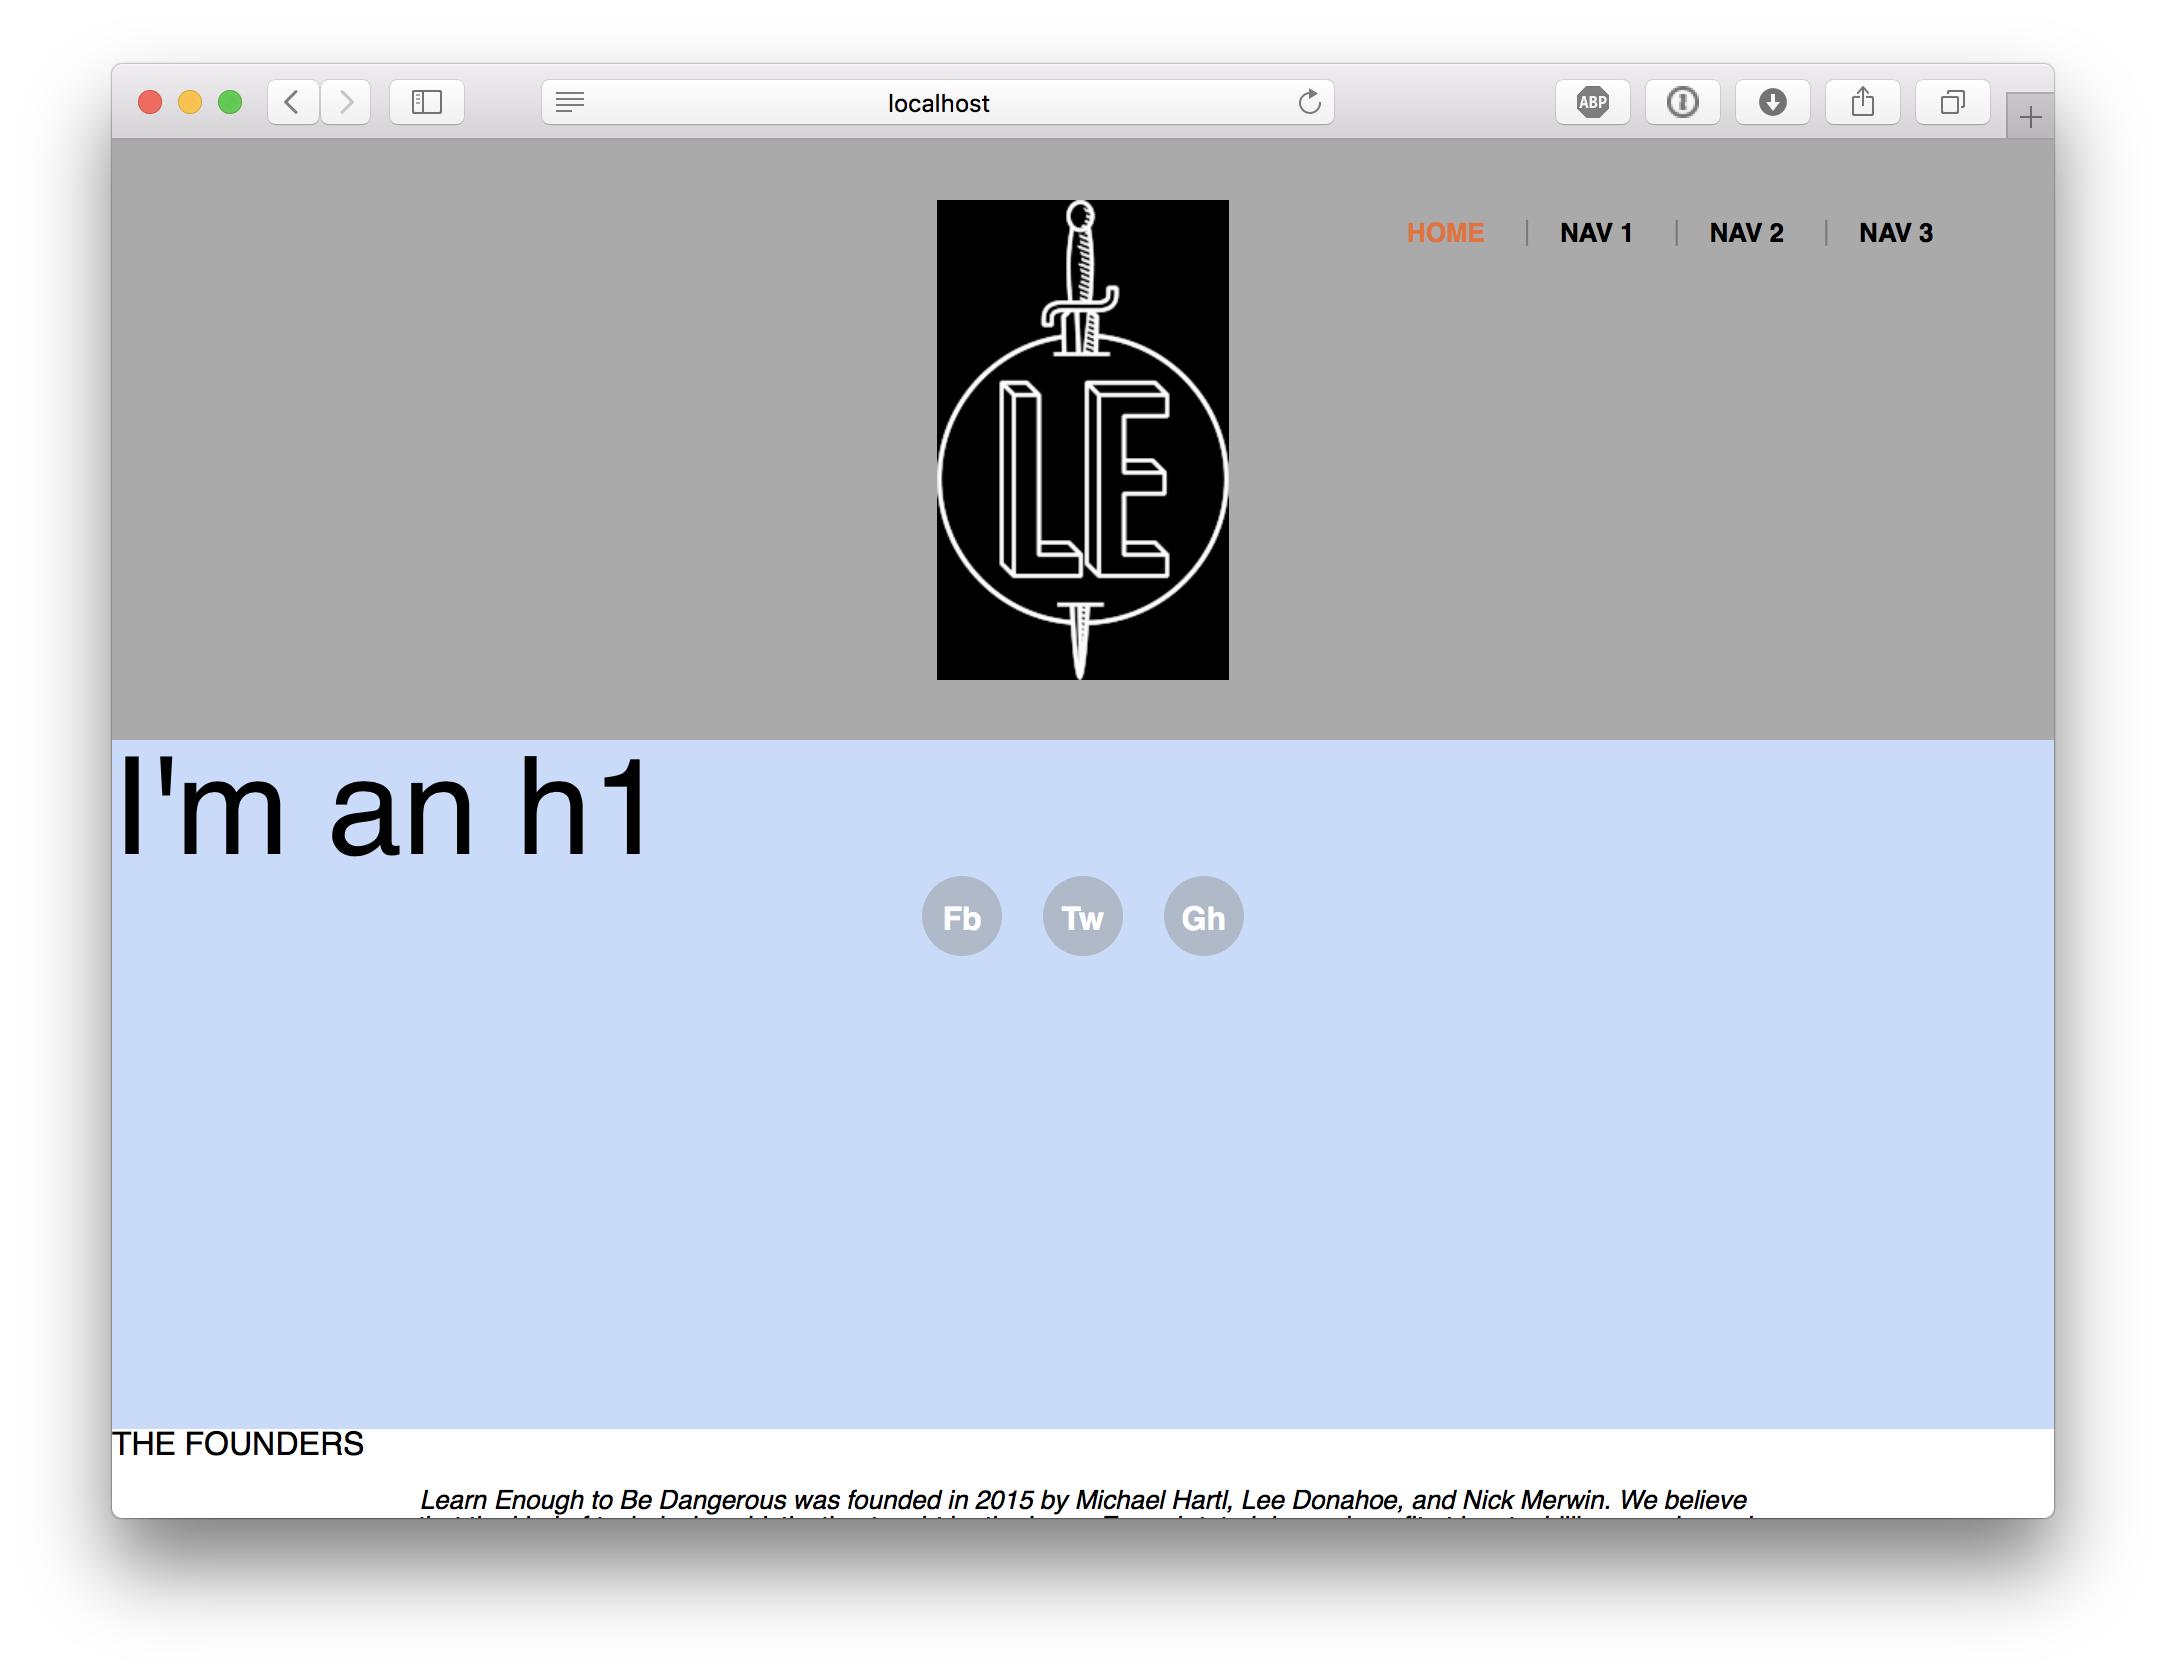 localhost
ABP
HOME
NAV 1
NAV 2
NAV 3
LE
I'm an h1
Fb
Tw
Gh
THE FOUNDERS
Learn Enough to Be Dangerous was founded in 2015 by Michael Hartl, Lee Donahoe, and Nick Merwin. We believe